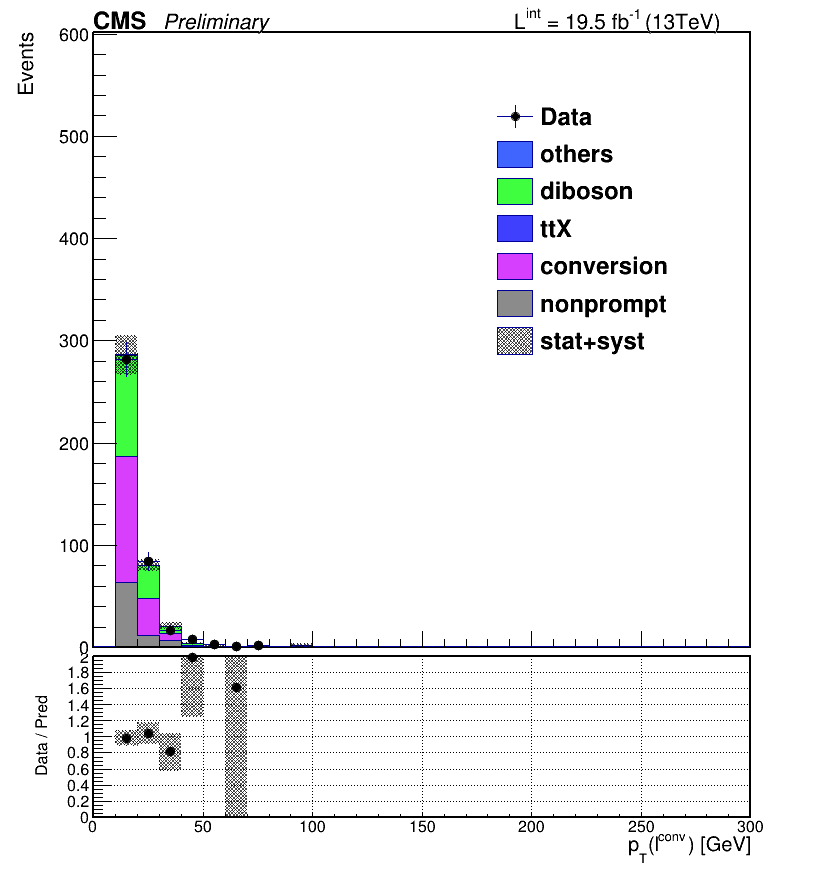 CMS Preliminary L^int = 19.5 fb^-1 (13TeV)
Events
600
500
400
300
200
100
0
Data
others
diboson
ttX
conversion
nonprompt
stat+syst
Data / Pred
2
1.8
1.6
1.4
1.2
1
0.8
0.6
0.4
0.2
0
0 50 100 150 200 250 300
p_T(l^conv) [GeV]